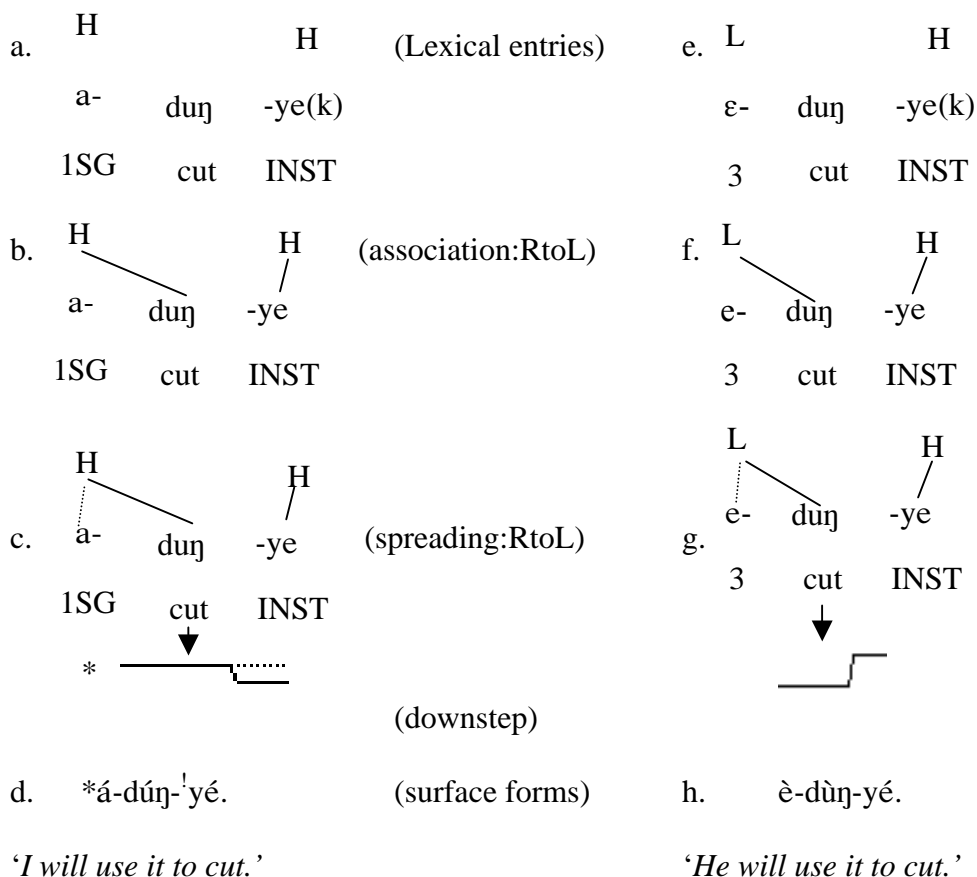 H H L H
a. (Lexical entries) e.
a- duŋ -ye(k) ɛ- duŋ -ye(k)
1SG cut INST 3 cut INST
H H L H
b. (association:RtoL) f.
a- duŋ -ye e- duŋ -ye
1SG cut INST 3 cut INST
H H L H
c. a- duŋ -ye (spreading:RtoL) g. e- duŋ -ye
1SG cut INST 3 cut INST
*
(downstep)
d. *á-dúŋ-ꜝyé. (surface forms) h. è-dùŋ-yé.
‘I will use it to cut.’ ‘He will use it to cut.’